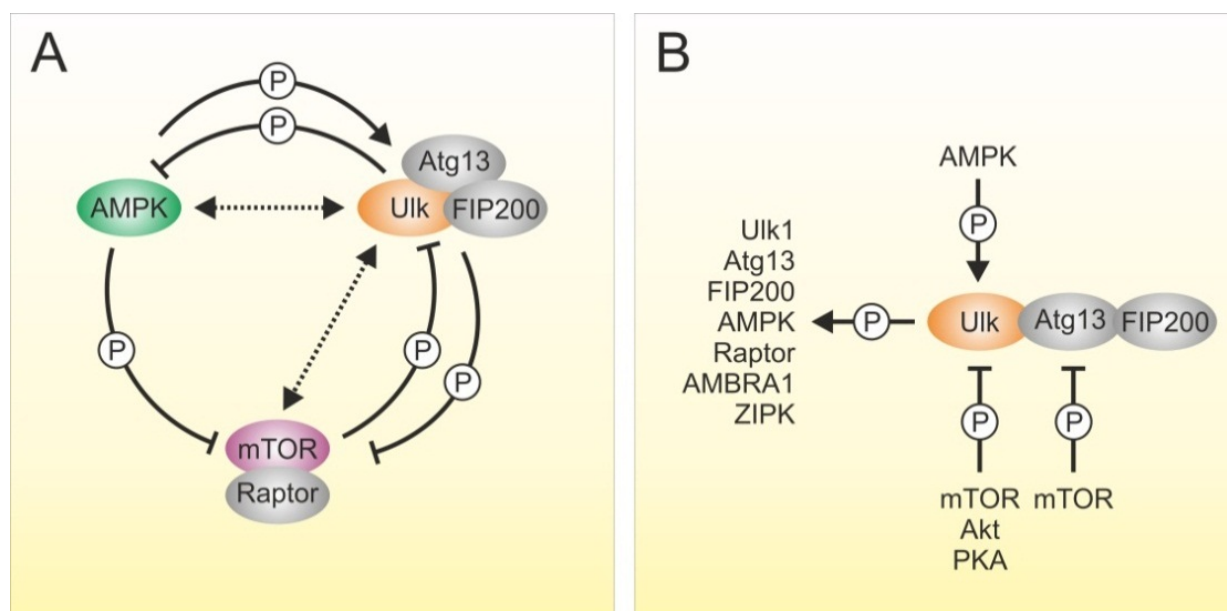 A
P
P
Atg13
AMPK
Ulk
FIP200
P
P
P
mTOR
Raptor
B
AMPK
P
Ulk1
Atg13
FIP200
AMPK
Raptor
AMBRA1
ZIPK
P
Ulk
Atg13
FIP200
P
P
mTOR
Akt
PKA
mTOR